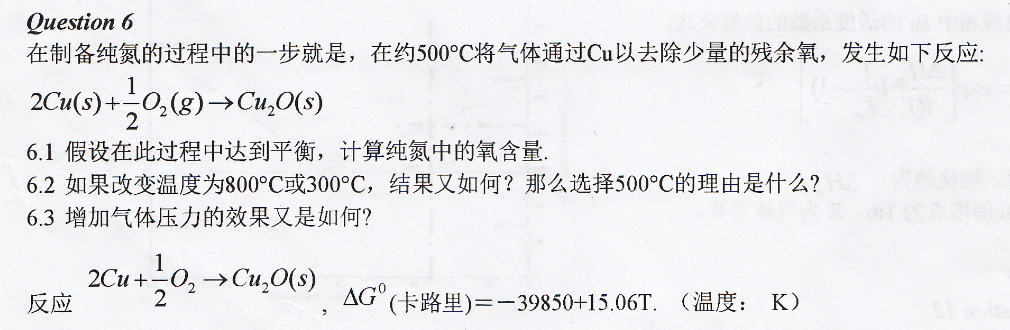 Question 6
在制备纯氮的过程中的一步就是，在约500°C将气体通过Cu以去除少量的残余氧，发生如下反应:
2Cu(s)+1/2O₂(g)→Cu₂O(s)
6.1 假设在此过程中达到平衡，计算纯氮中的氧含量.
6.2 如果改变温度为800°C或300°C，结果又如何？那么选择500°C的理由是什么?
6.3 增加气体压力的效果又是如何?
反应 2Cu+1/2O₂→Cu₂O(s) , ΔG⁰(卡路里)=－39850+15.06T. （温度： K）